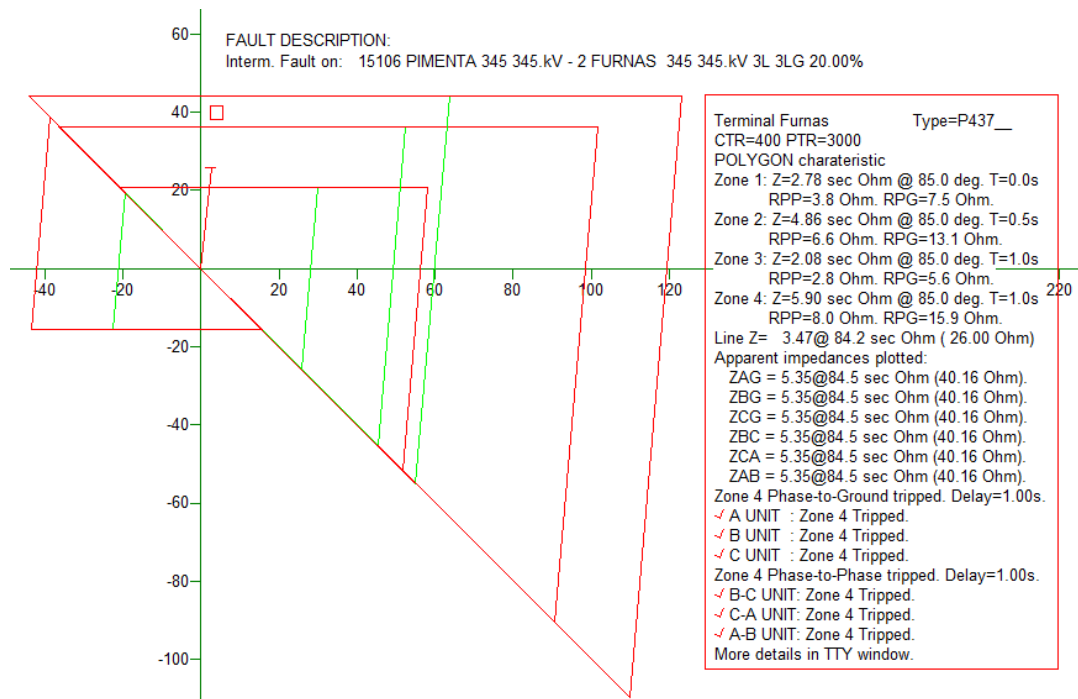 60
FAULT DESCRIPTION:
Interm. Fault on: 15106 PIMENTA 345 345.kV - 2 FURNAS 345 345.kV 3L 3LG 20.00%
40
20
-40
-20
20
40
60
80
100
120
220
-20
-40
-60
-80
-100
Terminal Furnas Type=P437__
CTR=400 PTR=3000
POLYGON charateristic
Zone 1: Z=2.78 sec Ohm @ 85.0 deg. T=0.0s
RPP=3.8 Ohm. RPG=7.5 Ohm.
Zone 2: Z=4.86 sec Ohm @ 85.0 deg. T=0.5s
RPP=6.6 Ohm. RPG=13.1 Ohm.
Zone 3: Z=2.08 sec Ohm @ 85.0 deg. T=1.0s
RPP=2.8 Ohm. RPG=5.6 Ohm.
Zone 4: Z=5.90 sec Ohm @ 85.0 deg. T=1.0s
RPP=8.0 Ohm. RPG=15.9 Ohm.
Line Z= 3.47@ 84.2 sec Ohm ( 26.00 Ohm)
Apparent impedances plotted:
ZAG = 5.35@84.5 sec Ohm (40.16 Ohm).
ZBG = 5.35@84.5 sec Ohm (40.16 Ohm).
ZCG = 5.35@84.5 sec Ohm (40.16 Ohm).
ZBC = 5.35@84.5 sec Ohm (40.16 Ohm).
ZCA = 5.35@84.5 sec Ohm (40.16 Ohm).
ZAB = 5.35@84.5 sec Ohm (40.16 Ohm).
Zone 4 Phase-to-Ground tripped. Delay=1.00s.
✓ A UNIT : Zone 4 Tripped.
✓ B UNIT : Zone 4 Tripped.
✓ C UNIT : Zone 4 Tripped.
Zone 4 Phase-to-Phase tripped. Delay=1.00s.
✓ B-C UNIT: Zone 4 Tripped.
✓ C-A UNIT: Zone 4 Tripped.
✓ A-B UNIT: Zone 4 Tripped.
More details in TTY window.